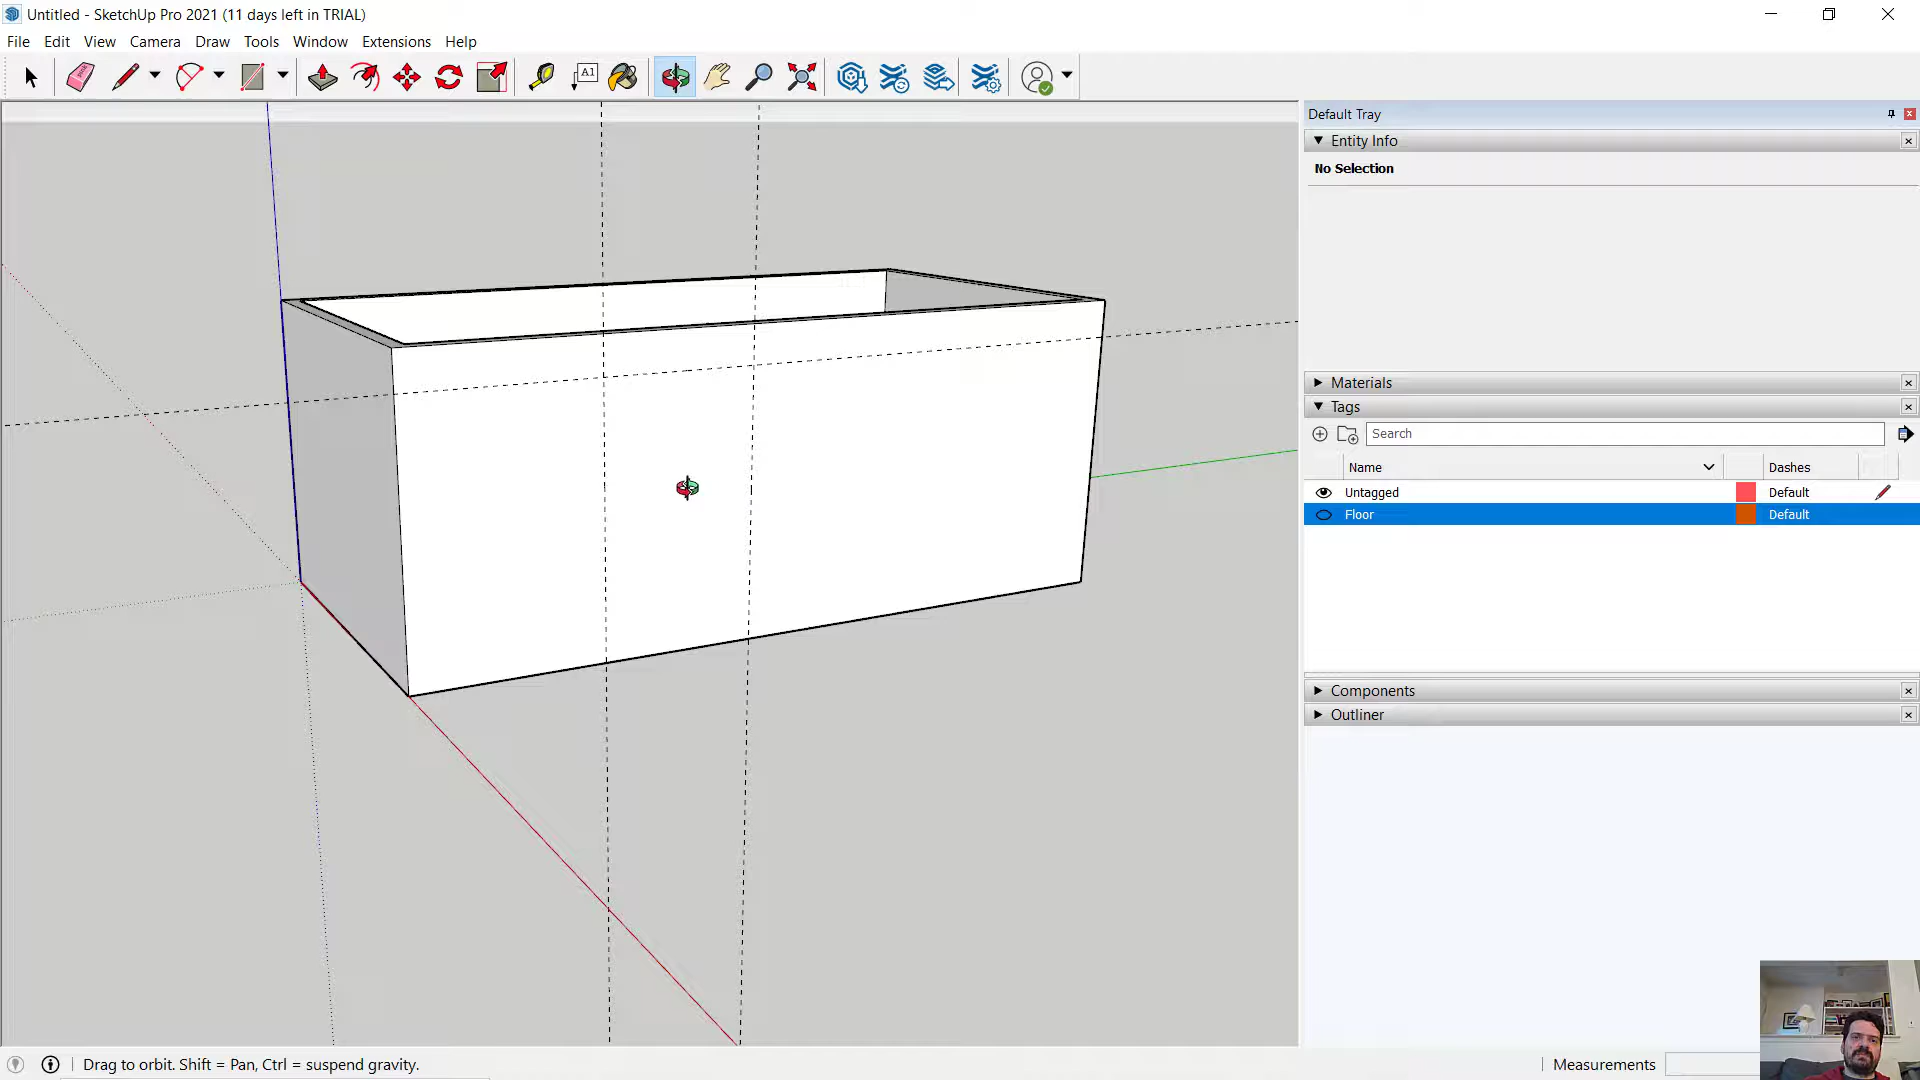 Untitled - SketchUp Pro 2021 (11 days left in TRIAL)
File Edit View Camera Draw Tools Window Extensions Help
A1
Default Tray
Entity Info
No Selection
Materials
Tags
Search
Name Dashes
Untagged Default
Floor Default
Components
Outliner
Drag to orbit. Shift = Pan, Ctrl = suspend gravity.
Measurements